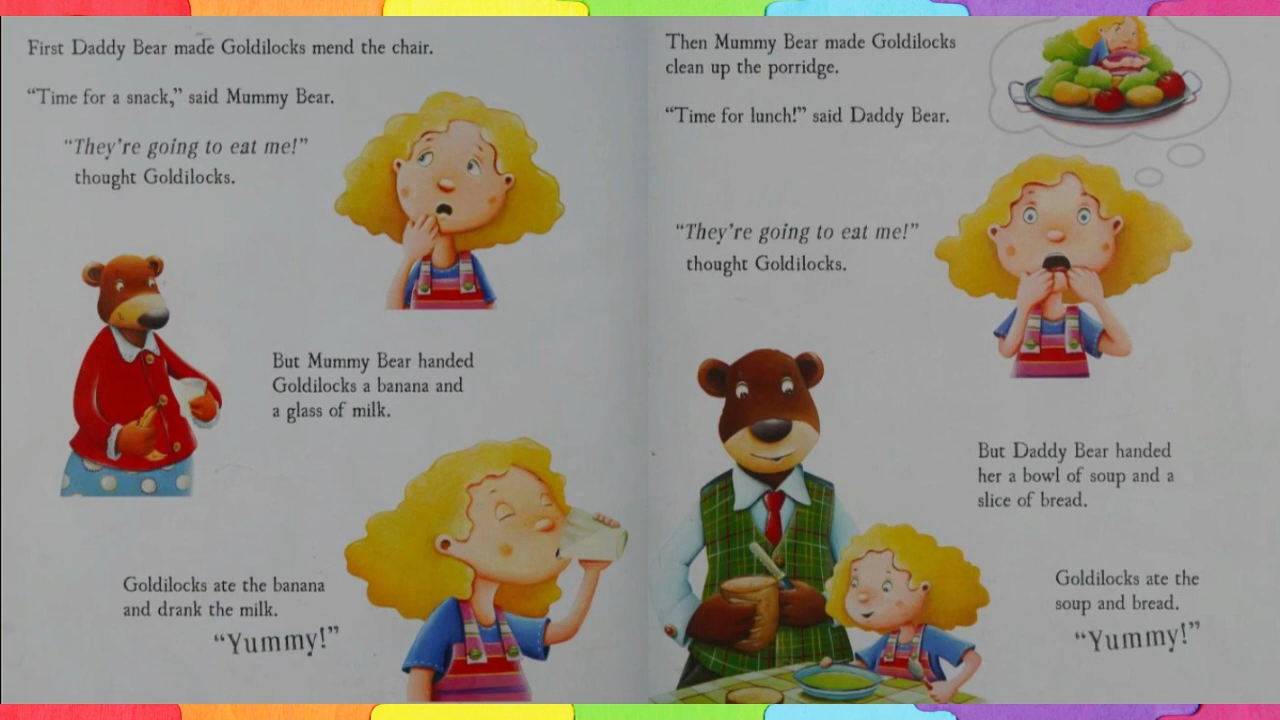 First Daddy Bear made Goldilocks mend the chair.
“Time for a snack,” said Mummy Bear.
“They’re going to eat me!”
thought Goldilocks.
But Mummy Bear handed
Goldilocks a banana and
a glass of milk.
Goldilocks ate the banana
and drank the milk.
“Yummy!”
Then Mummy Bear made Goldilocks
clean up the porridge.
“Time for lunch!” said Daddy Bear.
“They’re going to eat me!”
thought Goldilocks.
But Daddy Bear handed
her a bowl of soup and a
slice of bread.
Goldilocks ate the
soup and bread.
“Yummy!”